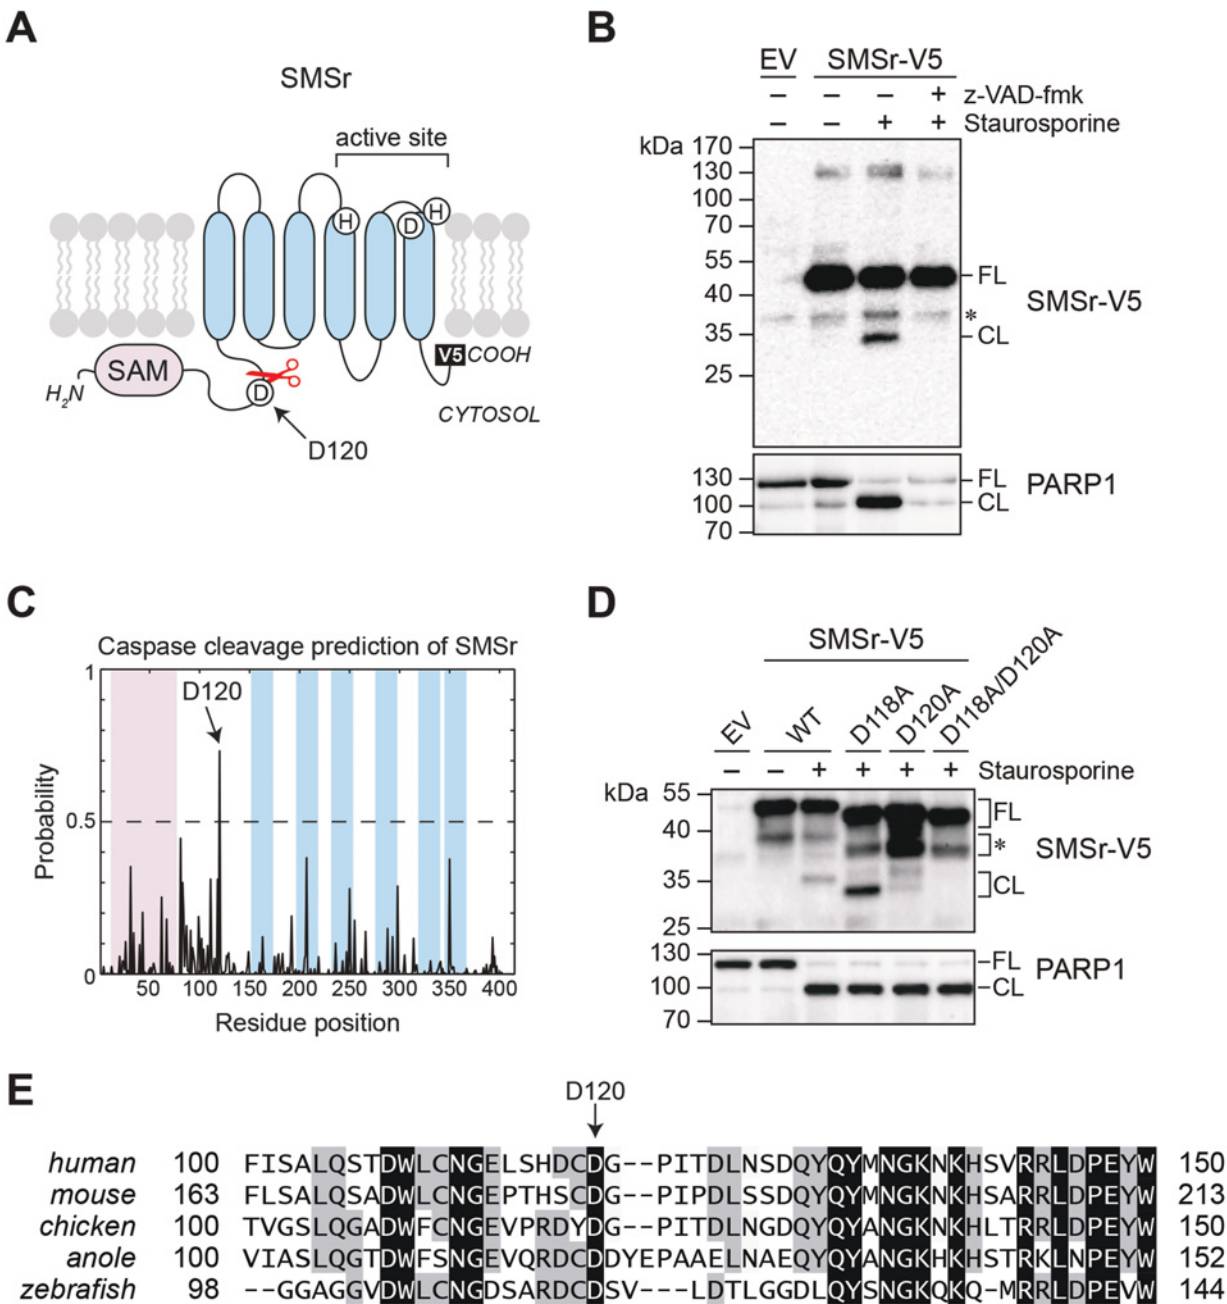 A
SMSr
active site
H
D
H
SAM
H2N
D
V5 COOH
CYTOSOL
D120
B
EV SMSr-V5
– – – + z-VAD-fmk
– – + + Staurosporine
kDa
170
130
100
70
55
40
35
25
FL
*
CL
SMSr-V5
130
100
70
FL
CL
PARP1
C
Caspase cleavage prediction of SMSr
D120
1
0.5
0
Probability
50 100 150 200 250 300 350 400
Residue position
D
SMSr-V5
EV WT D118A D120A D118A/D120A
– – + + + + Staurosporine
kDa
55
40
35
25
FL
*
CL
SMSr-V5
130
100
70
FL
CL
PARP1
E
D120
human 100 FISALQSTDWLCNGELSHDCDG--PITDLNSDQYQYMNGKNKHSVRRLDPEYW 150
mouse 163 FLSALQSADWLCNGEPTHSCDG--PIPDLSSDQYQYMNGKNKHSARRLDPEYW 213
chicken 100 TVGSLQGADWFCNGEVPRDYDG--PITDLNGDQYQYANGKNKHLTRRLDPEYW 150
anole 100 VIASLQGTDWFSNGEVQRDCDDYEPAAELNAEQYQYANGKHKHSTRKLNPEYW 152
zebrafish 98 --GGAGGVDWLCNGDSARDCDSV---LDTLGGDLQYSNGKQKQ-MRRLDPEVW 144